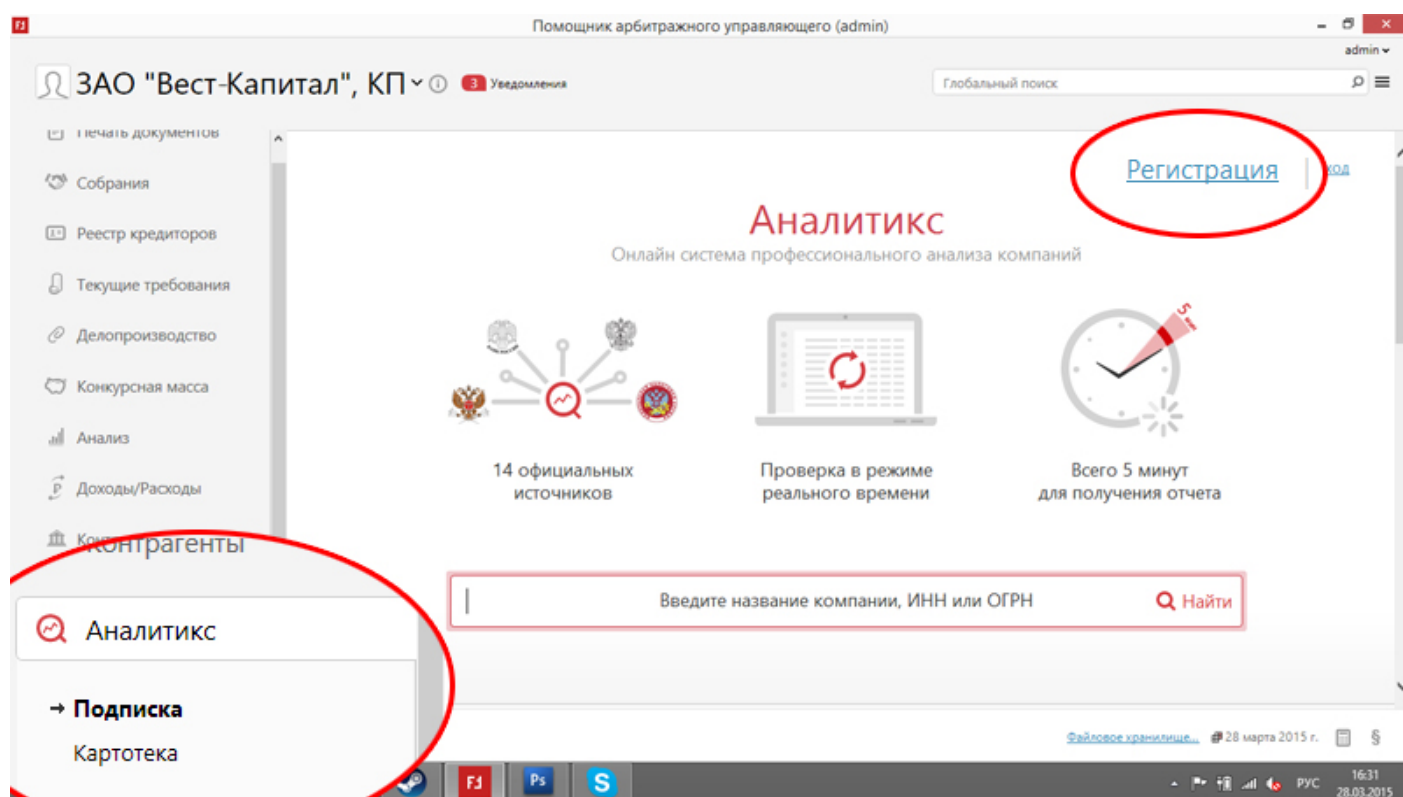 Помощник арбитражного управляющего (admin)
admin
ЗАО "Вест-Капитал", КП
3 Уведомления
Глобальный поиск
Печать документов
Собрания
Реестр кредиторов
Текущие требования
Делопроизводство
Конкурсная масса
Анализ
Доходы/Расходы
Контрагенты
Аналитикс
→ Подписка
Картотека
Регистрация
Аналитикс
Онлайн система профессионального анализа компаний
14 официальных
источников
Проверка в режиме
реального времени
5 мин
Всего 5 минут
для получения отчета
Введите название компании, ИНН или ОГРН
Найти
Файловое хранилище...
28 марта 2015 г.
§
Ps
S
РУС
16:31
28.03.2015